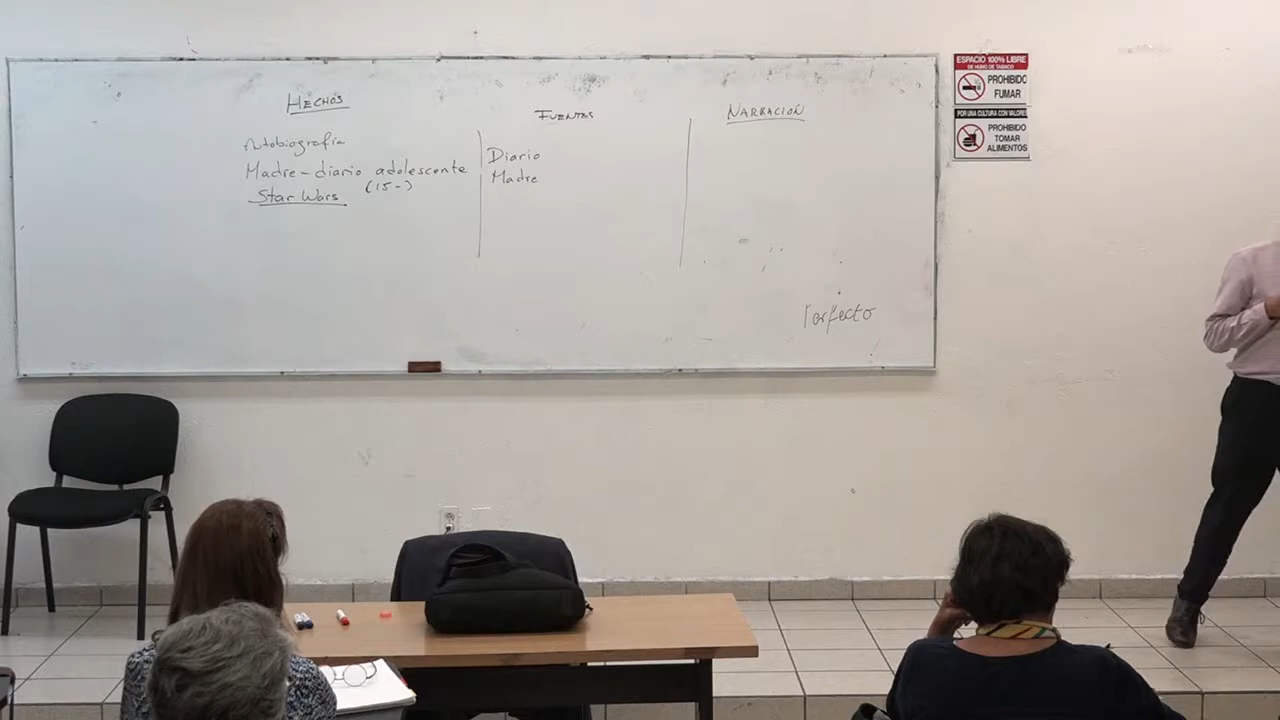 HECHOS
Autobiografía
Madre-diario adolescente
Star Wars (15-)
FUENTES
Diario
Madre
NARRACIÓN
Perfecto
ESPACIO 100% LIBRE
DE HUMO DE TABACO
PROHIBIDO
FUMAR
POR UNA CULTURA CON VALORES
PROHIBIDO
TOMAR
ALIMENTOS